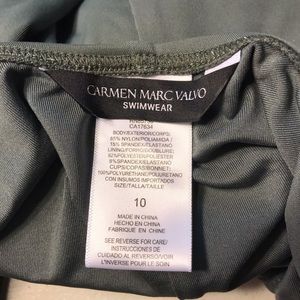 CARMEN MARC VALVO
SWIMWEAR
CA17634
BODY/EXTERIOR/CORPS:
85% NYLON/POLIAMIDA/
15% SPANDEX/ELASTANO
LINING/FORRO/DOUBLURE:
92% POLYESTER/POLIESTER
8% SPANDEX/ELASTANO
CUPS/COPAS/BONNET:
100% POLYURETHANE/POLIURETANO
CON INSUMOS IMPORTADOS
SIZE/TALLA/TAILLE:
10
MADE IN CHINA
HECHO EN CHINA
FABRIQUE EN CHINE
SEE REVERSE FOR CARE/
INSTRUCCIONES DE
CUIDADO AL REVERSO/VOIR
L'INVERSE POUR LE SOIN